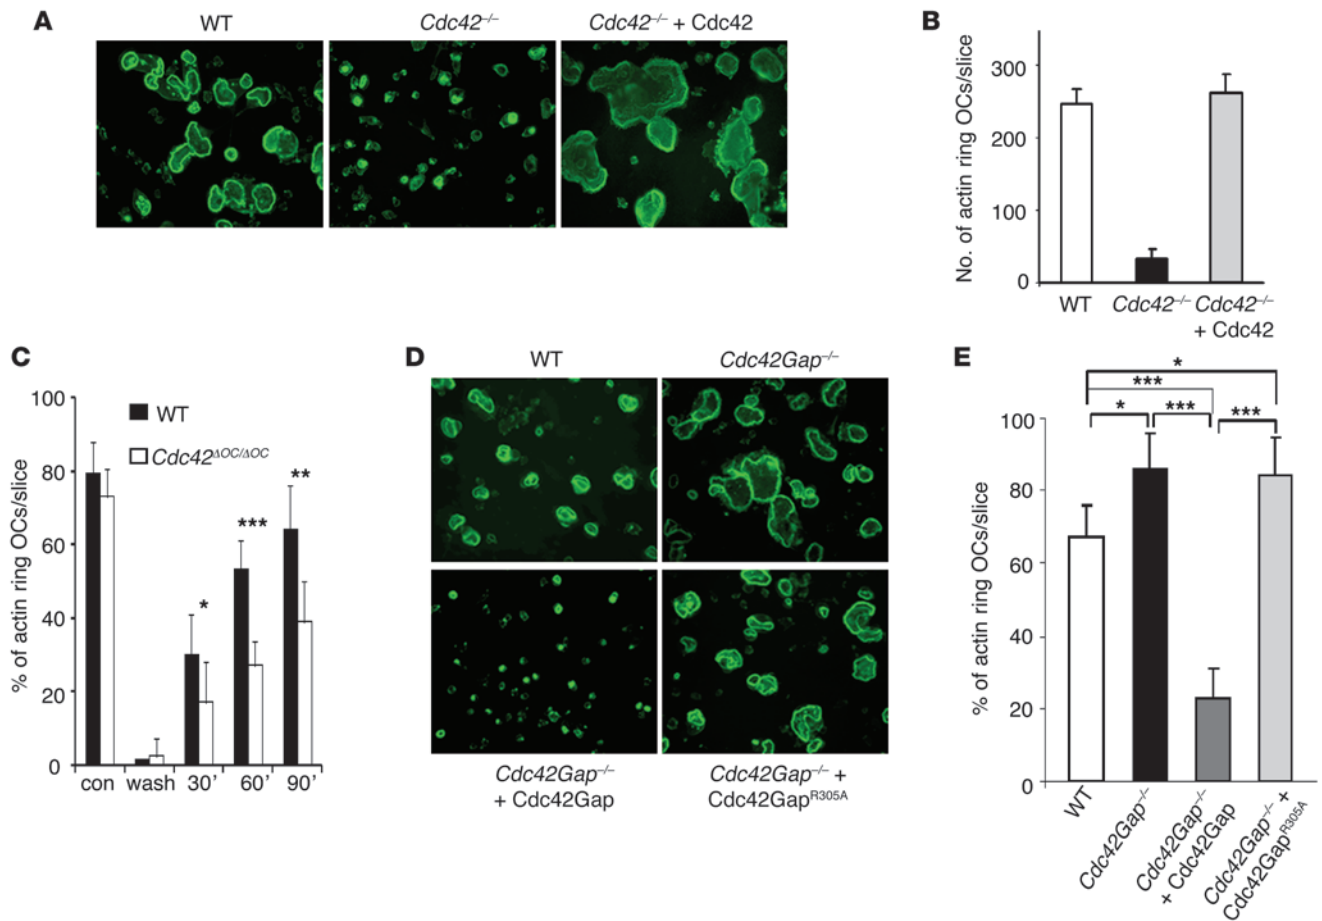 A
WT
Cdc42–/–
Cdc42–/– + Cdc42
B
No. of actin ring OCs/slice
300
200
100
0
WT
Cdc42–/–
Cdc42–/–
+ Cdc42
C
% of actin ring OCs/slice
100
80
60
40
20
0
WT
Cdc42ΔOC/ΔOC
*
***
**
con
wash
30’
60’
90’
D
WT
Cdc42Gap–/–
Cdc42Gap–/–
+ Cdc42Gap
Cdc42Gap–/– +
Cdc42GapR305A
E
% of actin ring OCs/slice
*
***
*
***
***
100
80
60
40
20
0
WT
Cdc42Gap–/–
Cdc42Gap–/–
+ Cdc42Gap
Cdc42Gap–/– +
Cdc42GapR305A